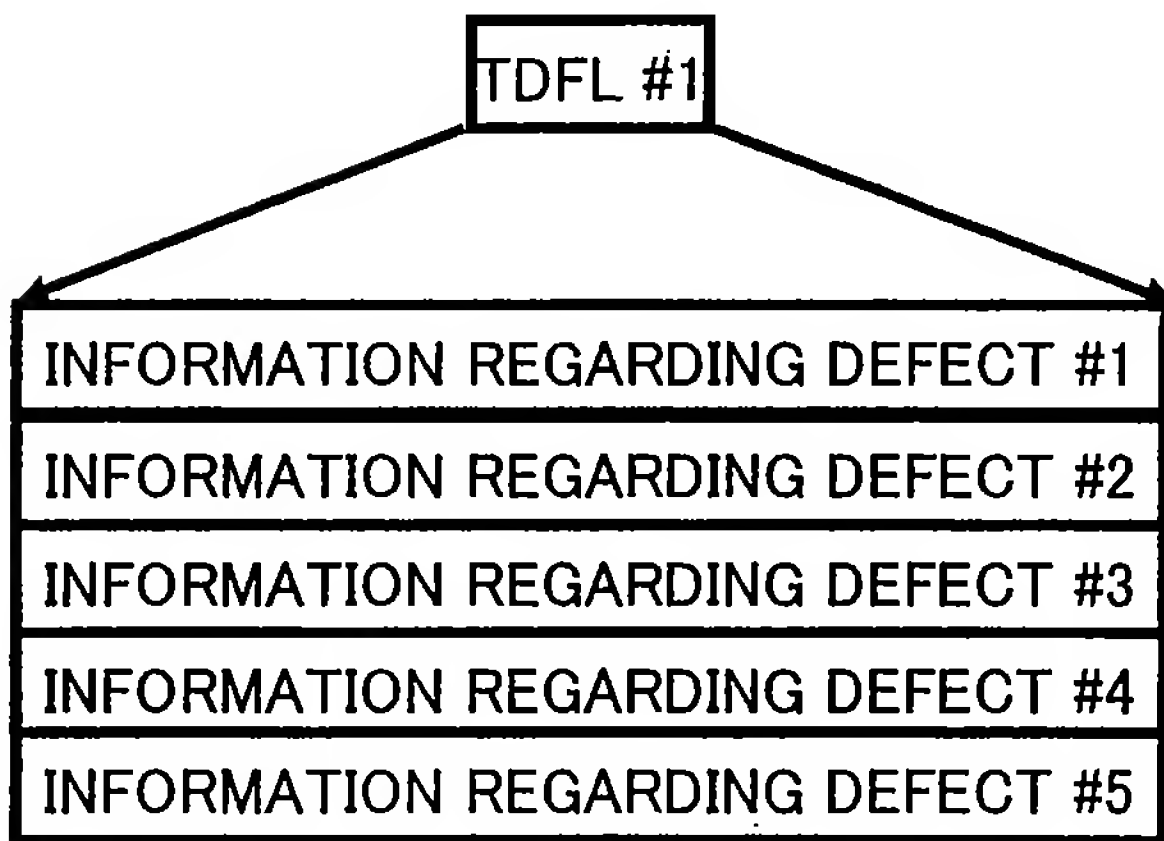 TDFL #1
INFORMATION REGARDING DEFECT #1
INFORMATION REGARDING DEFECT #2
INFORMATION REGARDING DEFECT #3
INFORMATION REGARDING DEFECT #4
INFORMATION REGARDING DEFECT #5